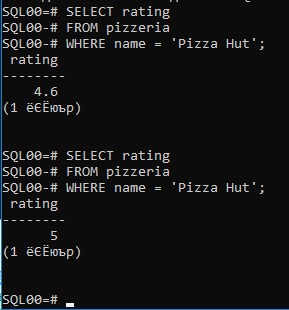 SQL00=# SELECT rating
SQL00-# FROM pizzeria
SQL00-# WHERE name = 'Pizza Hut';
 rating
--------
    4.6
(1 ёЄЁюър)
SQL00=# SELECT rating
SQL00-# FROM pizzeria
SQL00-# WHERE name = 'Pizza Hut';
 rating
--------
      5
(1 ёЄЁюър)
SQL00=#